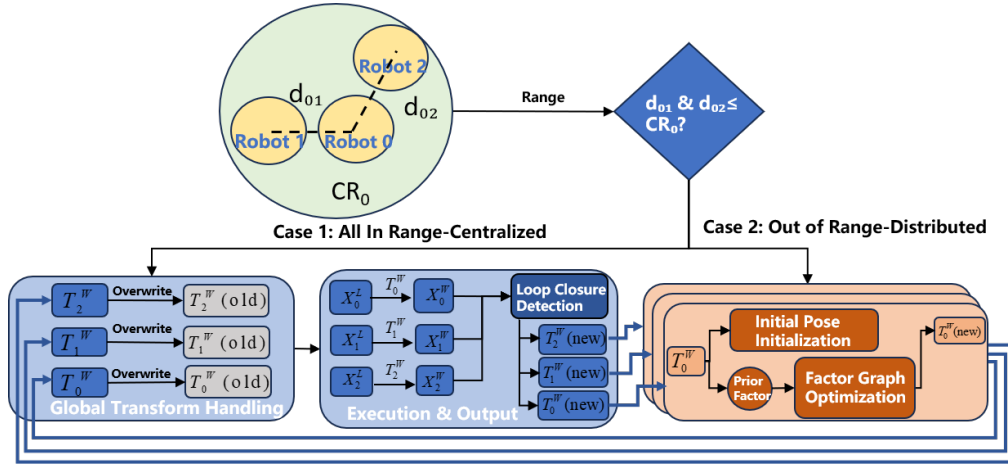 Robot 2
d₀₁
d₀₂
Robot 1
Robot 0
CR₀
Range
d₀₁ & d₀₂≤
CR₀?
Case 1: All In Range-Centralized
Case 2: Out of Range-Distributed
T₂ᵂ
Overwrite
T₂ᵂ (old)
T₁ᵂ
Overwrite
T₁ᵂ (old)
T₀ᵂ
Overwrite
T₀ᵂ (old)
Global Transform Handling
X₀ᴸ
T₀ᵂ
X₀ᵂ
X₁ᴸ
T₁ᵂ
X₁ᵂ
X₂ᴸ
T₂ᵂ
X₂ᵂ
Loop Closure
Detection
T₂ᵂ (new)
T₁ᵂ (new)
T₀ᵂ (new)
Execution & Output
T₀ᵂ
Initial Pose
Initialization
Prior
Factor
Factor Graph
Optimization
T₀ᵂ (new)